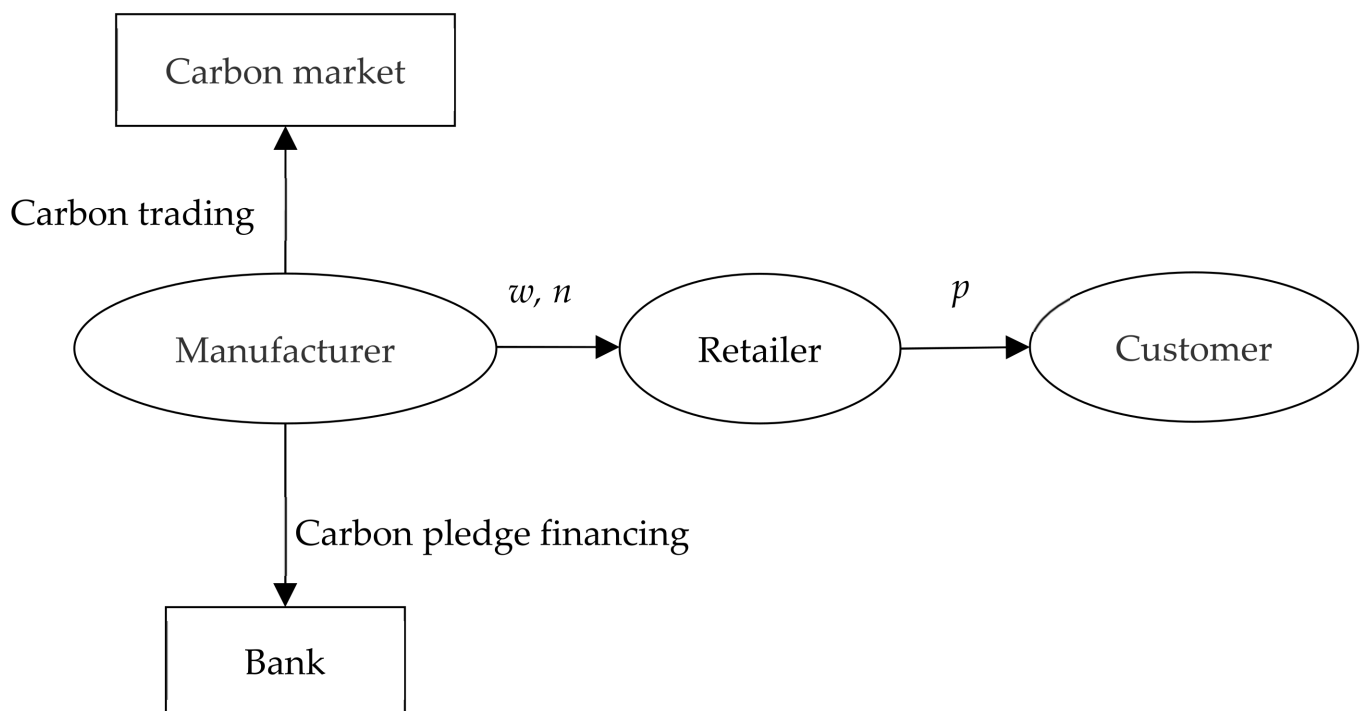 Carbon market
Carbon trading
w, n
p
Manufacturer
Retailer
Customer
Carbon pledge financing
Bank